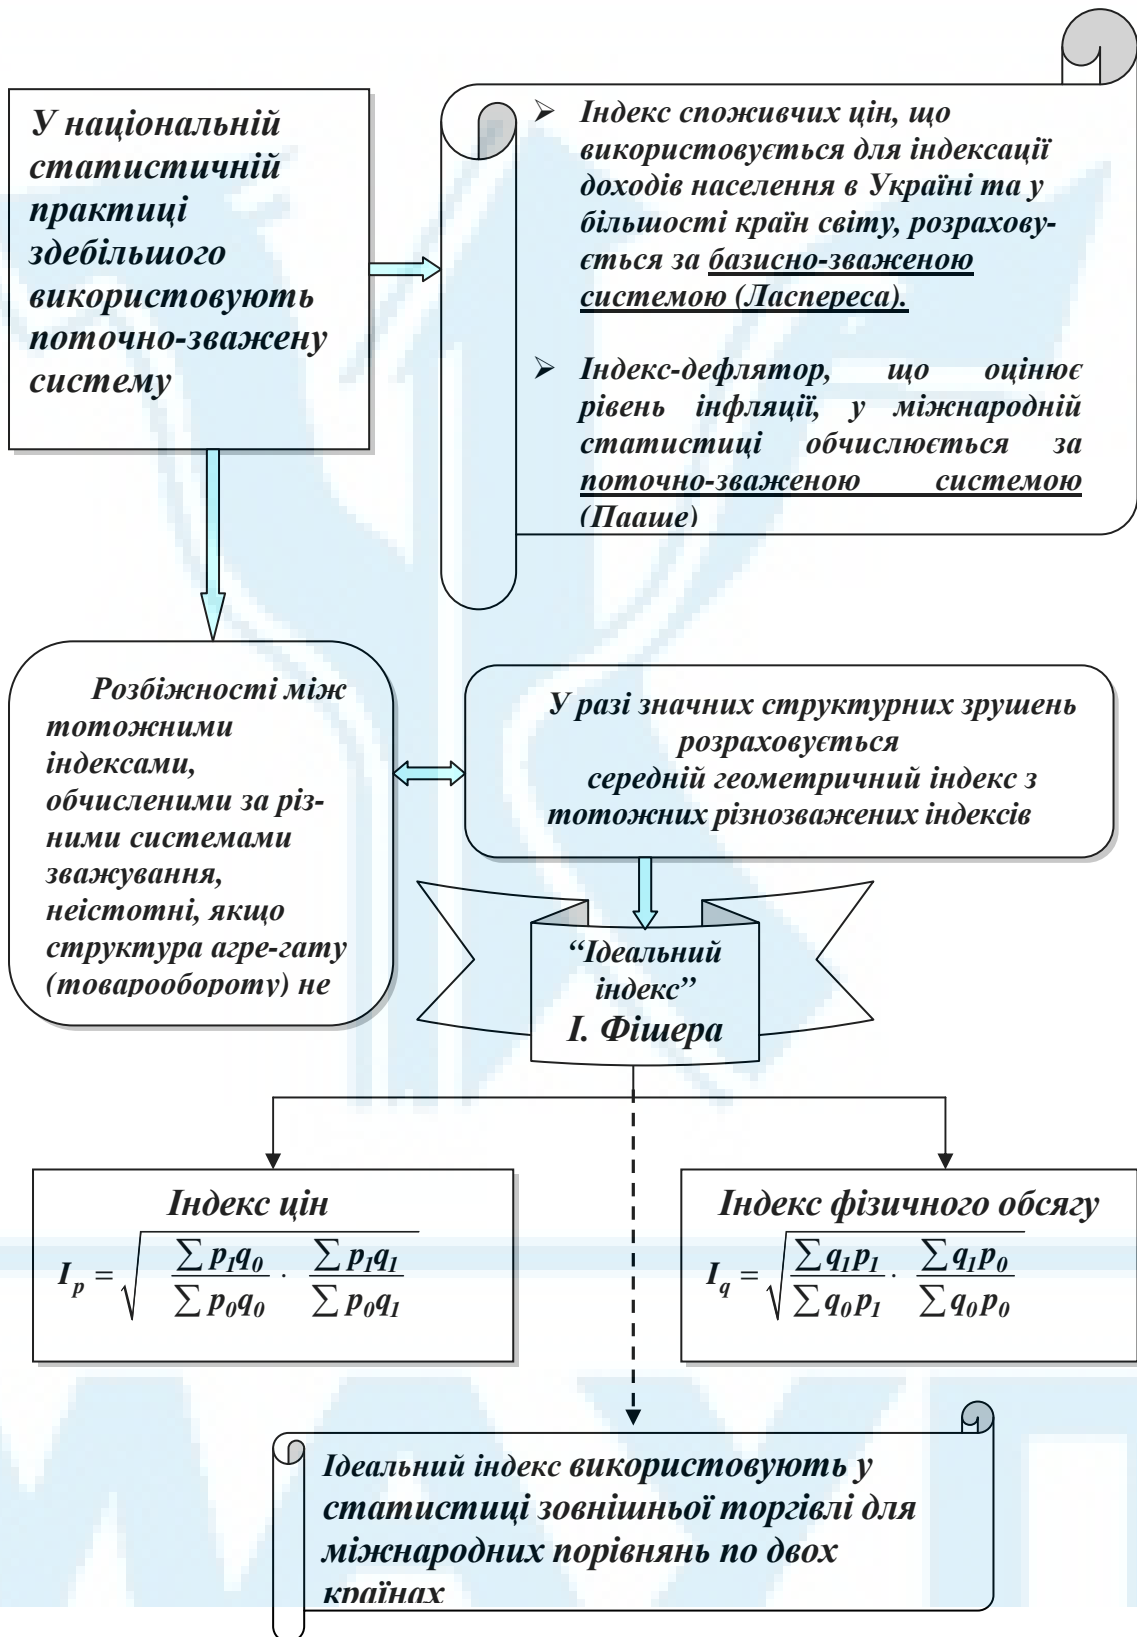 У національній
статистичній
практиці
здебільшого
використовують
поточно-зважену
систему
➢ Індекс споживчих цін, що
використовується для індексації
доходів населення в Україні та у
більшості країн світу, розрахову-
ється за базисно-зваженою
системою (Ласпереса).
➢ Індекс-дефлятор, що оцінює
рівень інфляції, у міжнародній
статистиці обчислюється за
поточно-зваженою системою
(Пааше)
Розбіжності між
тотожними
індексами,
обчисленими за різ-
ними системами
зважування,
неістотні, якщо
структура агре-гату
(товарообороту) не
У разі значних структурних зрушень
розраховується
середній геометричний індекс з
тотожних різнозважених індексів
“Ідеальний
індекс”
І. Фішера
Індекс цін
I_p = √(∑p₁q₀ / ∑p₀q₀ · ∑p₁q₁ / ∑p₀q₁)
Індекс фізичного обсягу
I_q = √(∑q₁p₁ / ∑q₀p₁ · ∑q₁p₀ / ∑q₀p₀)
Ідеальний індекс використовують у
статистиці зовнішньої торгівлі для
міжнародних порівнянь по двох
країнах
МАУП